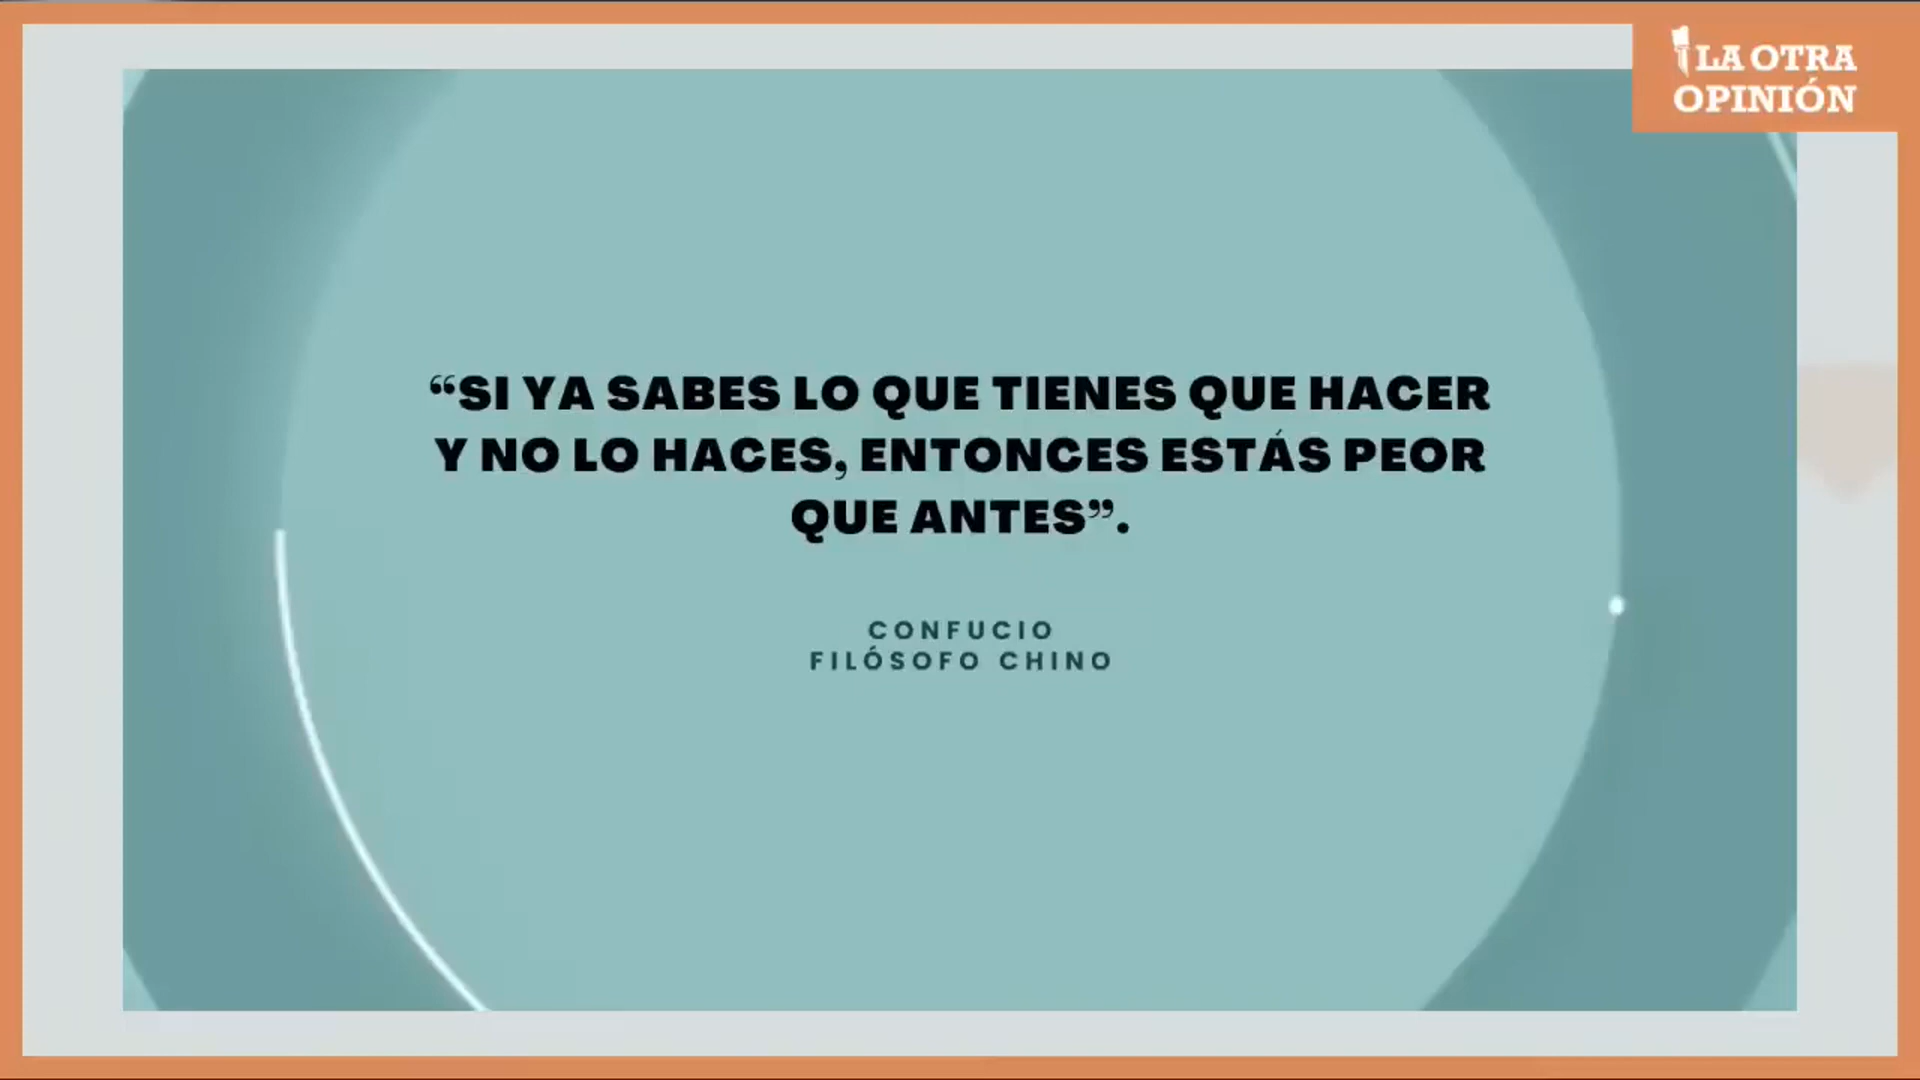 LA OTRA
OPINIÓN
“SI YA SABES LO QUE TIENES QUE HACER
Y NO LO HACES, ENTONCES ESTÁS PEOR
QUE ANTES”.
CONFUCIO
FILÓSOFO CHINO